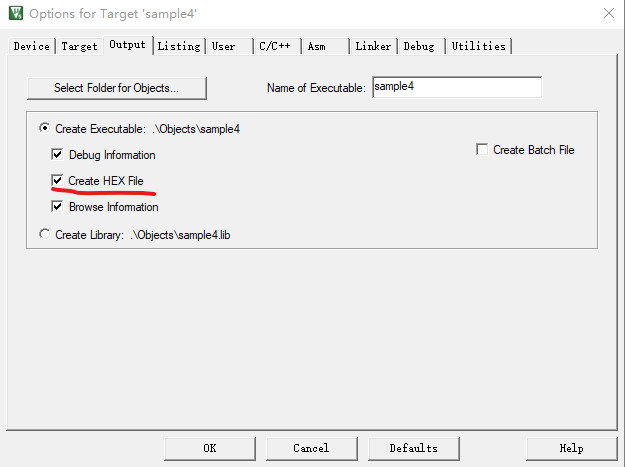 Options for Target 'sample4'
Device Target Output Listing User C/C++ Asm Linker Debug Utilities
Select Folder for Objects... Name of Executable: sample4
Create Executable: .\Objects\sample4
Debug Information Create Batch File
Create HEX File
Browse Information
Create Library: .\Objects\sample4.lib
OK Cancel Defaults Help